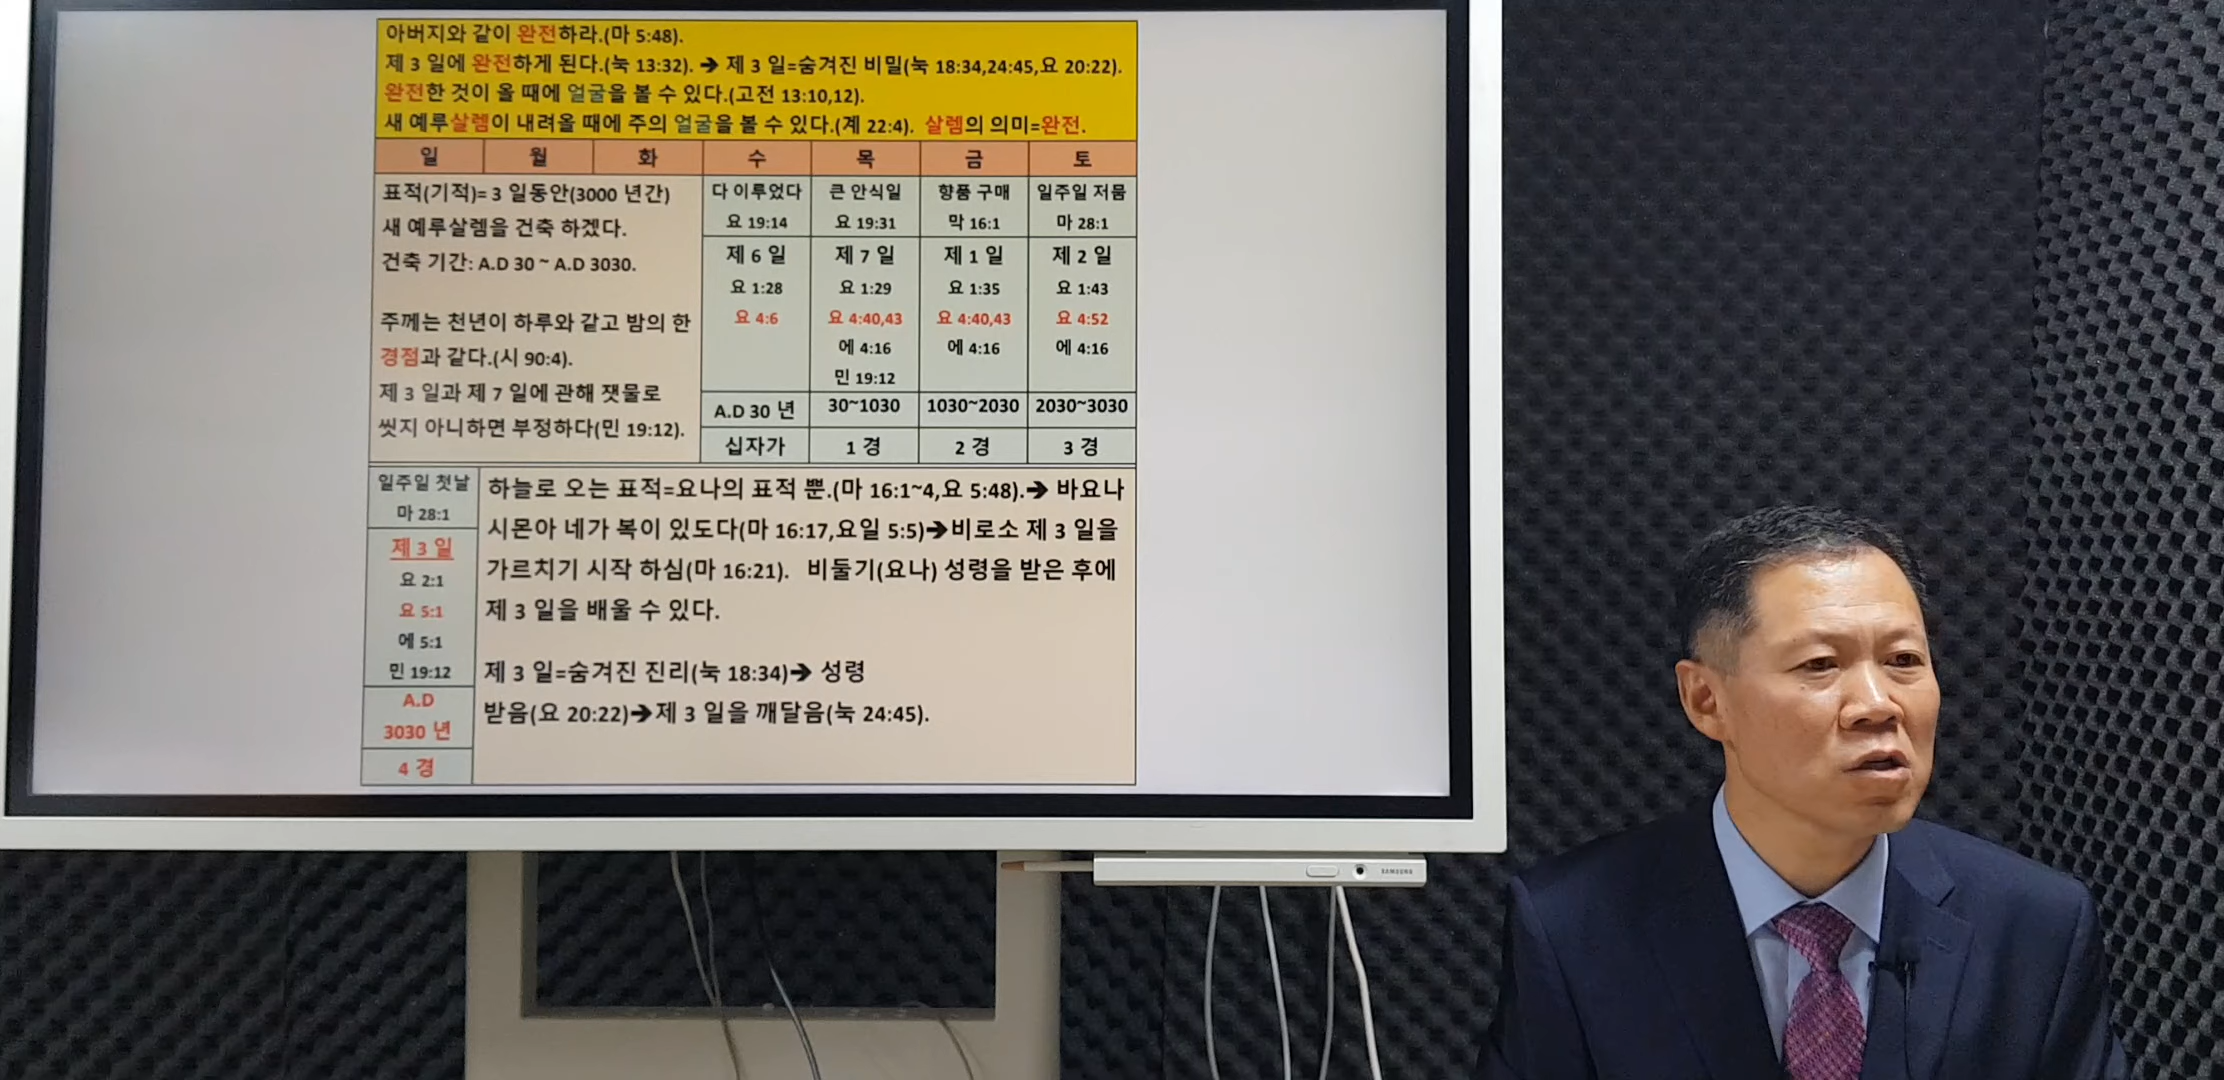 아버지와 같이 완전하라.(마 5:48).
제 3 일에 완전하게 된다.(눅 13:32). ➔ 제 3 일=숨겨진 비밀(눅 18:34,24:45,요 20:22).
완전한 것이 올 때에 얼굴을 볼 수 있다.(고전 13:10,12).
새 예루살렘이 내려올 때에 주의 얼굴을 볼 수 있다.(계 22:4). 살렘의 의미=완전.
일 월 화 수 목 금 토
표적(기적)= 3 일동안(3000 년간)
새 예루살렘을 건축 하겠다.
건축 기간: A.D 30 ~ A.D 3030.
주께는 천년이 하루와 같고 밤의 한
경점과 같다.(시 90:4).
제 3 일과 제 7 일에 관해 잿물로
씻지 아니하면 부정하다(민 19:12).
다 이루었다 큰 안식일 향품 구매 일주일 저뭄
요 19:14 요 19:31 막 16:1 마 28:1
제 6 일 제 7 일 제 1 일 제 2 일
요 1:28 요 1:29 요 1:35 요 1:43
요 4:6 요 4:40,43 요 4:40,43 요 4:52
에 4:16 에 4:16 에 4:16
민 19:12
A.D 30 년 30~1030 1030~2030 2030~3030
십자가 1 경 2 경 3 경
일주일 첫날
마 28:1
제 3 일
요 2:1
요 5:1
에 5:1
민 19:12
A.D
3030 년
4 경
하늘로 오는 표적=요나의 표적 뿐.(마 16:1~4,요 5:48).➔ 바요나
시몬아 네가 복이 있도다(마 16:17,요일 5:5)➔비로소 제 3 일을
가르치기 시작 하심(마 16:21). 비둘기(요나) 성령을 받은 후에
제 3 일을 배울 수 있다.
제 3 일=숨겨진 진리(눅 18:34)➔ 성령
받음(요 20:22)➔제 3 일을 깨달음(눅 24:45).
SAMSUNG